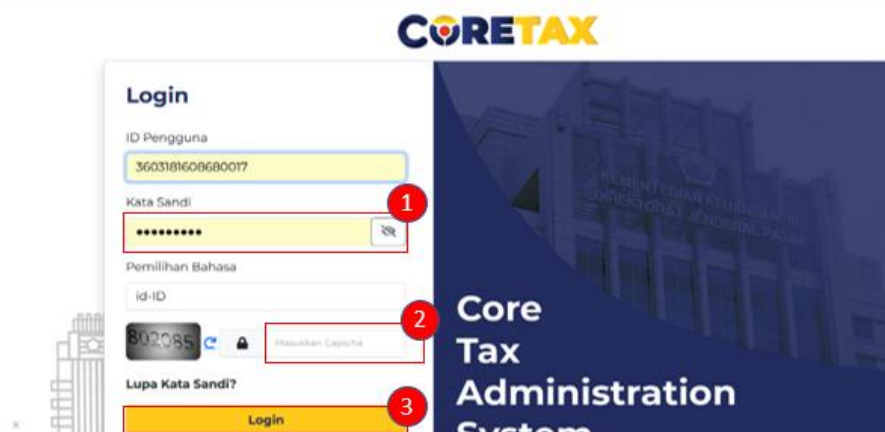 CORETAX
Login
ID Pengguna
3603181608680017
Kata Sandi
1
Pemilihan Bahasa
id-ID
2
802085
Masukkan Captcha
Lupa Kata Sandi?
3
Login
KEMENTERIAN KEUANGAN
DIREKTORAT JENDERAL PAJAK
Core
Tax
Administration
System